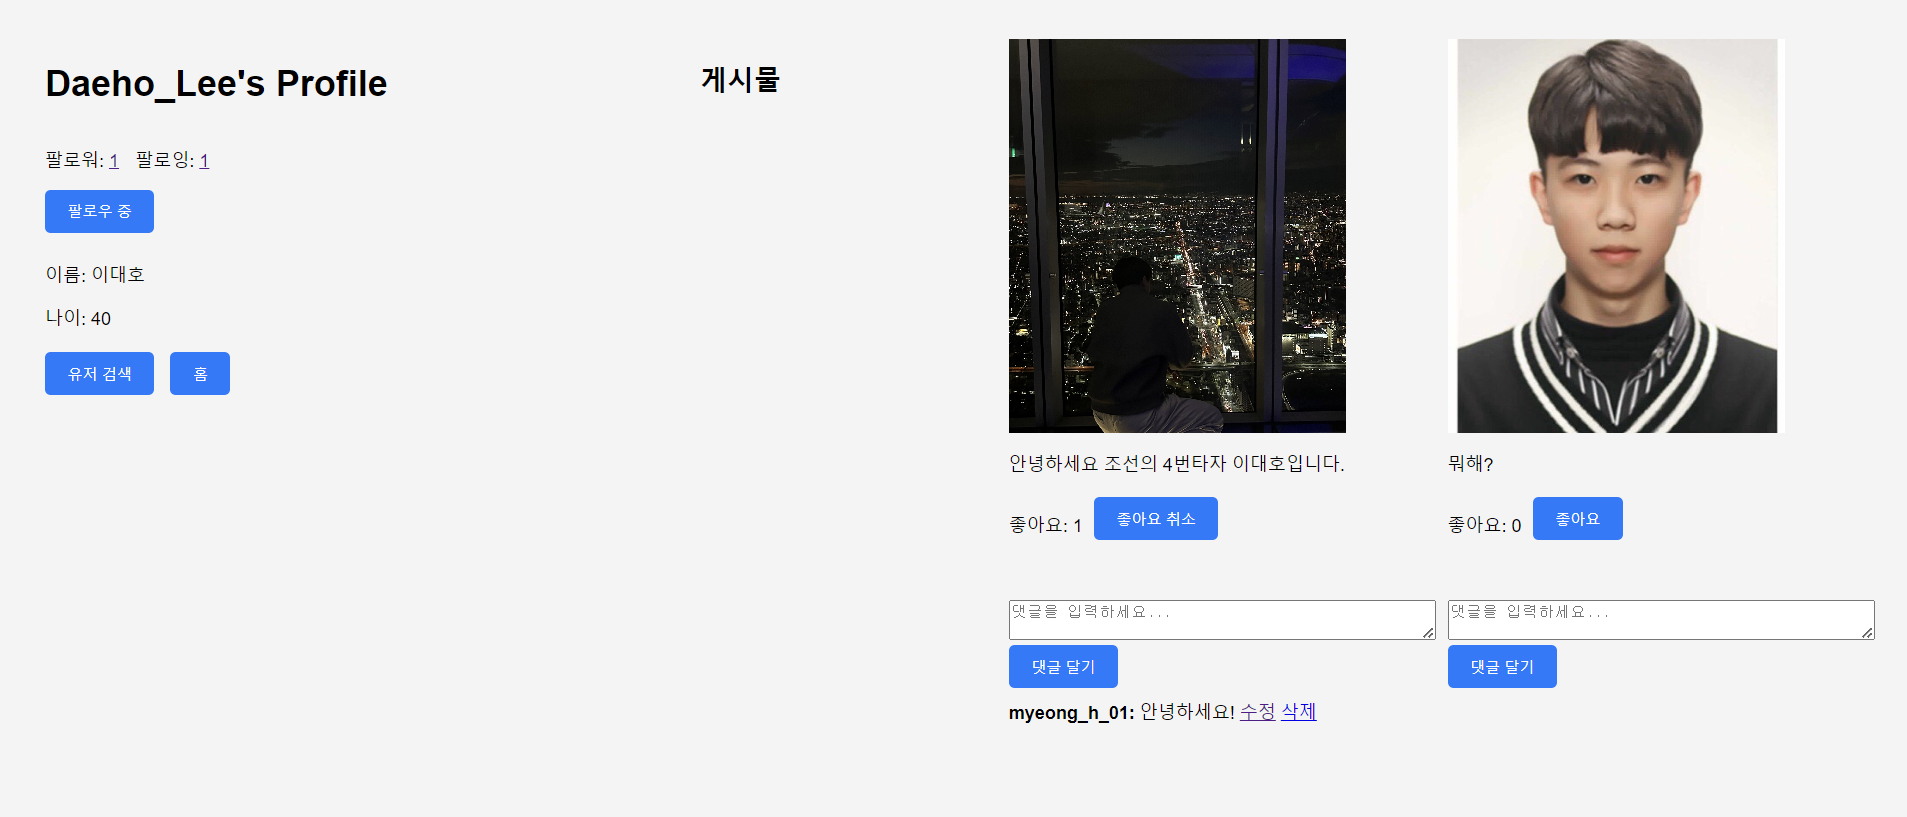 Daeho_Lee's Profile
팔로워: 1 팔로잉: 1
팔로우 중
이름: 이대호
나이: 40
유저 검색 홈
게시물
안녕하세요 조선의 4번타자 이대호입니다.
좋아요: 1 좋아요 취소
댓글을 입력하세요...
댓글 달기
myeong_h_01: 안녕하세요! 수정 삭제
뭐해?
좋아요: 0 좋아요
댓글을 입력하세요...
댓글 달기